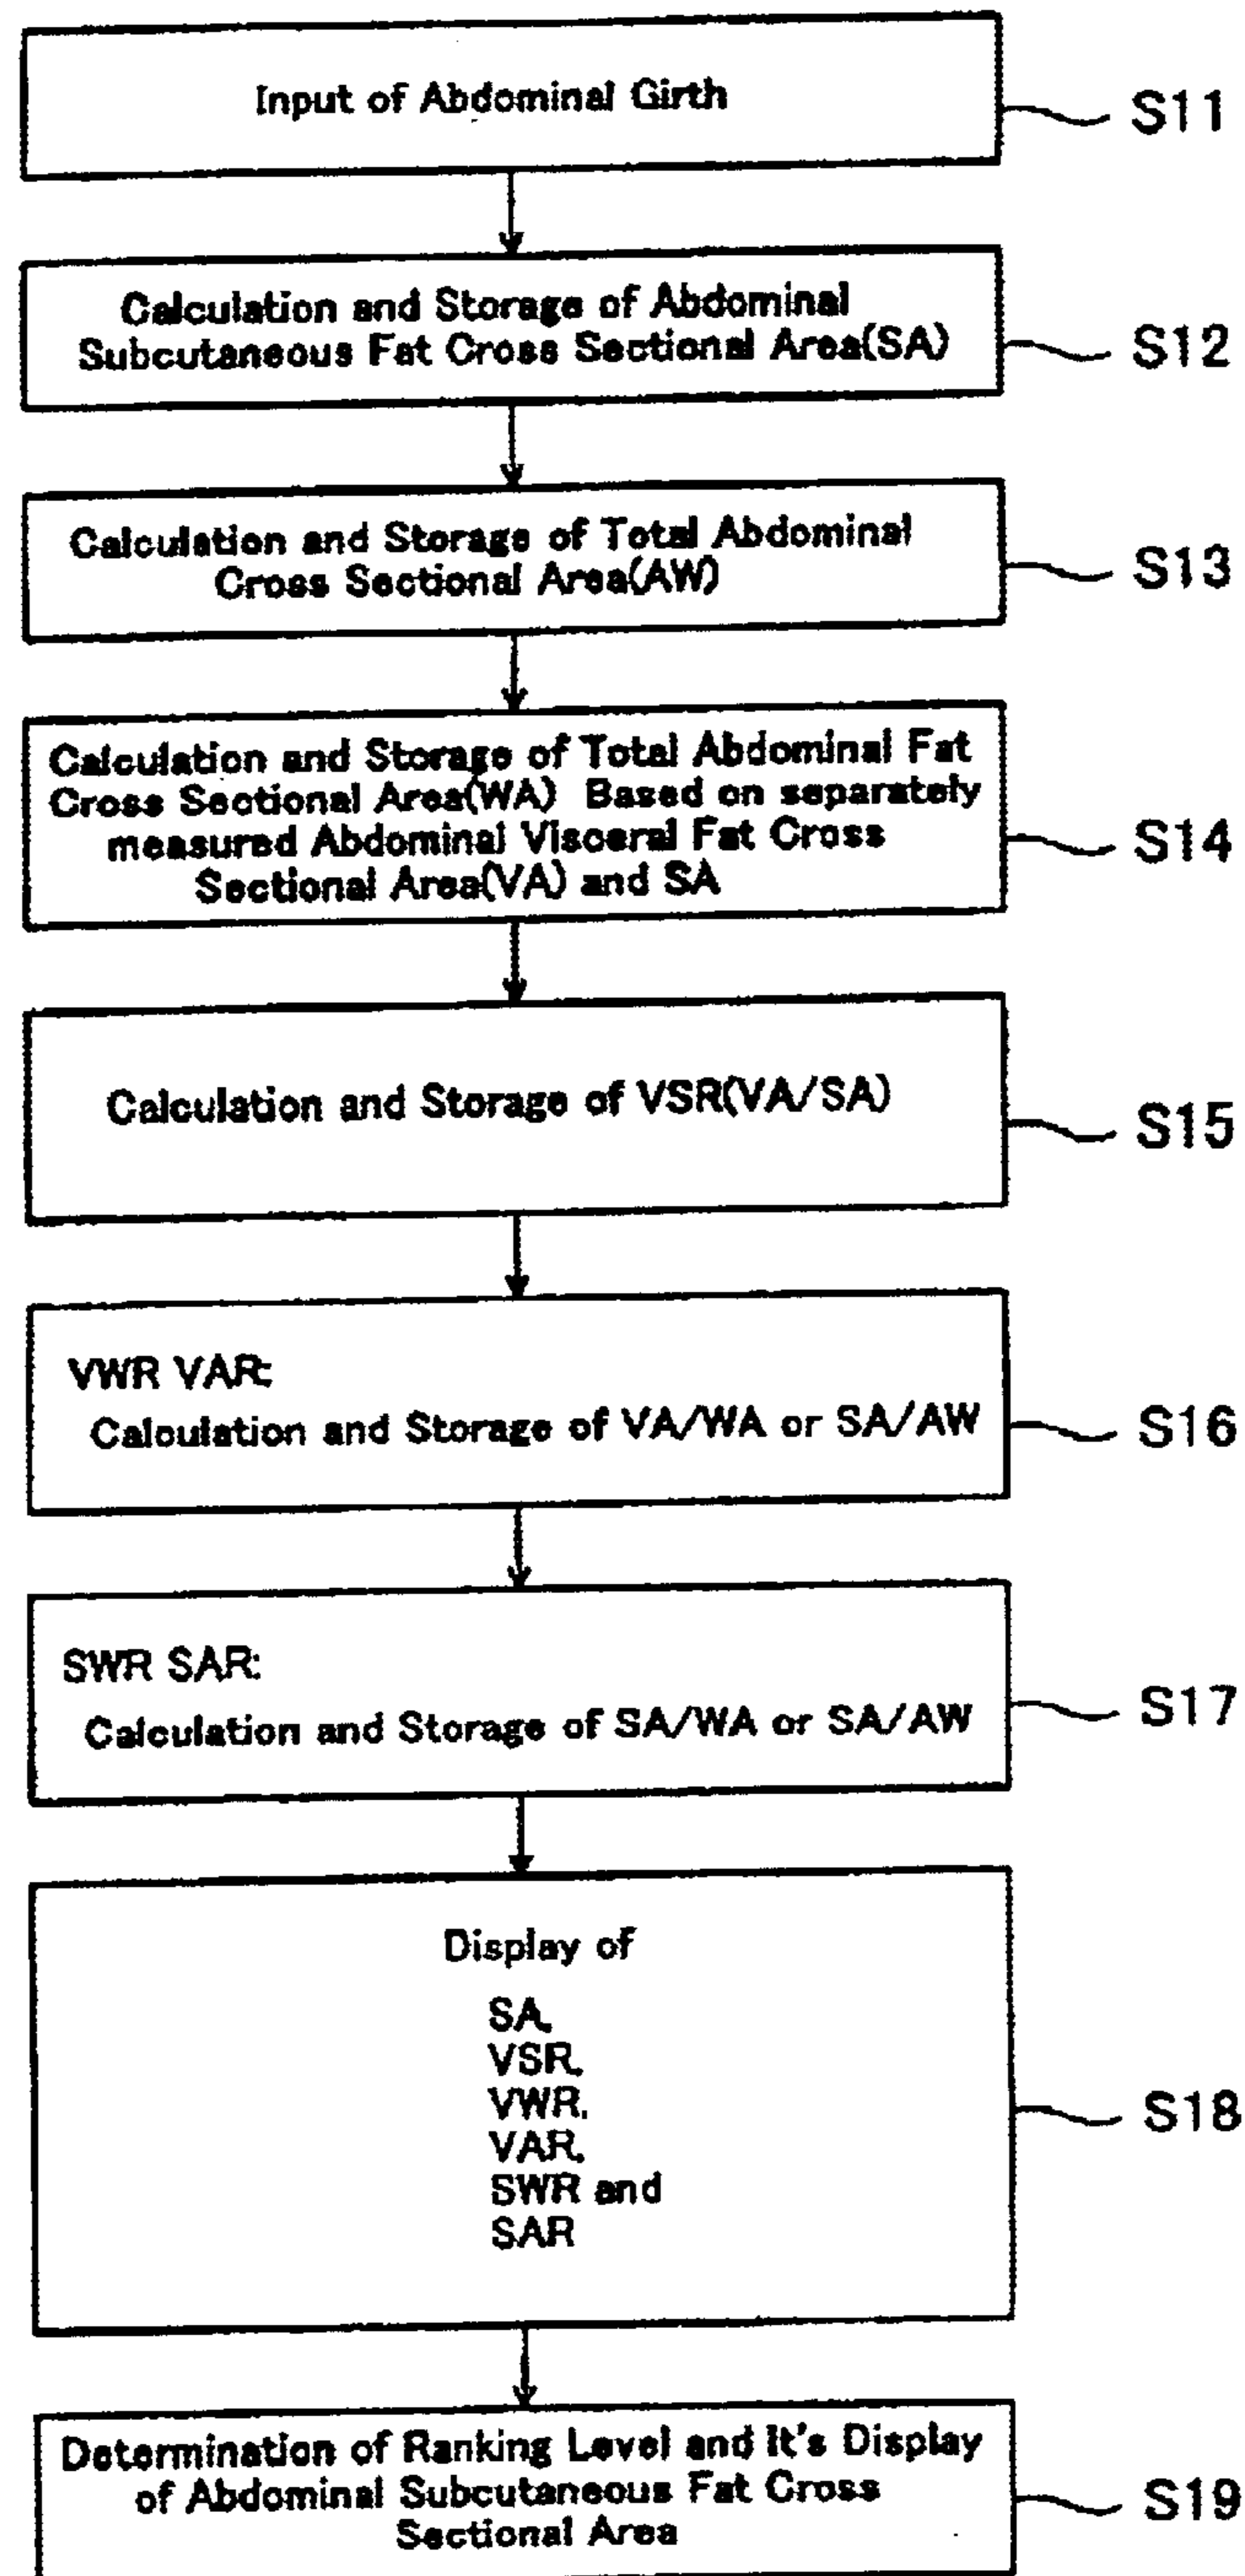 Input of Abdominal Girth
S11
Calculation and Storage of Abdominal
Subcutaneous Fat Cross Sectional Area(SA)
S12
Calculation and Storage of Total Abdominal
Cross Sectional Area(AW)
S13
Calculation and Storage of Total Abdominal Fat
Cross Sectional Area(WA) Based on separately
measured Abdominal Visceral Fat Cross
Sectional Area(VA) and SA
S14
Calculation and Storage of VSR(VA/SA)
S15
VWR VAR:
Calculation and Storage of VA/WA or SA/AW
S16
SWR SAR:
Calculation and Storage of SA/WA or SA/AW
S17
Display of
SA,
VSR,
VWR,
VAR,
SWR and
SAR
S18
Determination of Ranking Level and It's Display
of Abdominal Subcutaneous Fat Cross
Sectional Area
S19